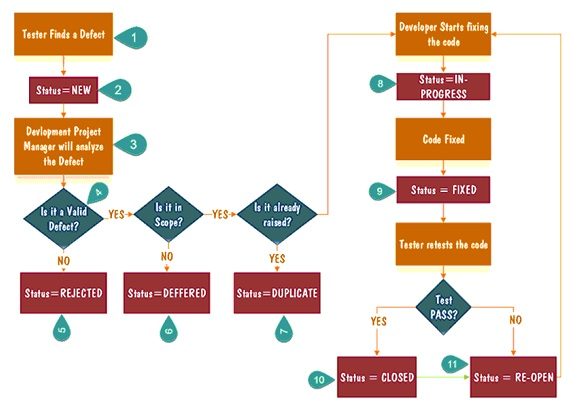 Tester Finds a Defect
1
Status=NEW
2
Devlopment Project
Manager will analyze
the Defect
3
4
Is it a Valid
Defect?
YES
Is it in
Scope?
YES
Is it already
raised?
NO
NO
YES
Status=REJECTED
Status=DEFFERED
Status=DUPLICATE
5
6
7
Developer Starts fixing
the code
8
Status=IN-
PROGRESS
Code Fixed
9
Status = FIXED
Tester retests the code
Test
PASS?
YES
NO
10
Status = CLOSED
11
Status = RE-OPEN